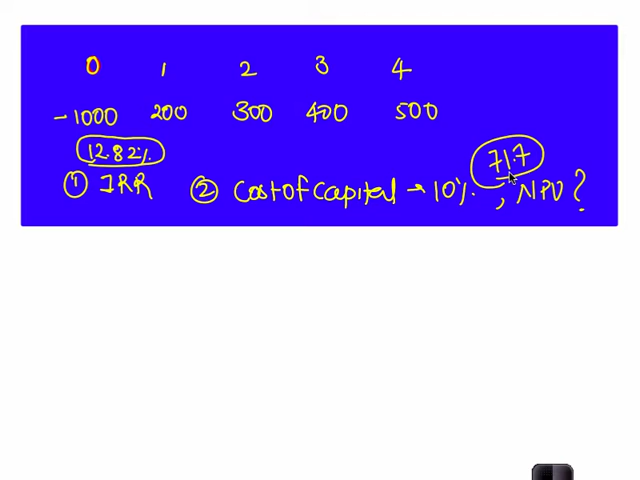 0 1 2 3 4
-1000 200 300 400 500
12.82%
71.7
① IRR ② Cost of Capital → 10%, NPV?